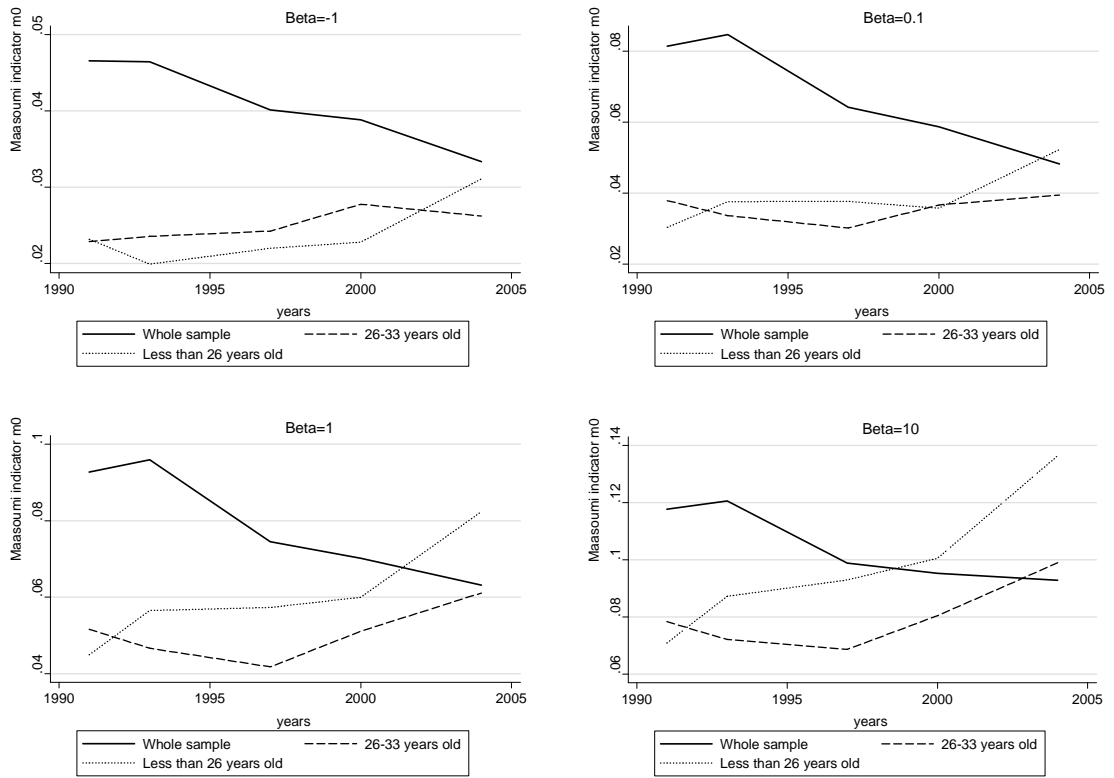 Beta=-1
Maasoumi indicator m0
.05
.04
.03
.02
1990 1995 2000 2005
years
Whole sample 26-33 years old
Less than 26 years old
Beta=0.1
Maasoumi indicator m0
.08
.06
.04
.02
1990 1995 2000 2005
years
Whole sample 26-33 years old
Less than 26 years old
Beta=1
Maasoumi indicator m0
.1
.08
.06
.04
1990 1995 2000 2005
years
Whole sample 26-33 years old
Less than 26 years old
Beta=10
Maasoumi indicator m0
.14
.12
.1
.08
.06
1990 1995 2000 2005
years
Whole sample 26-33 years old
Less than 26 years old